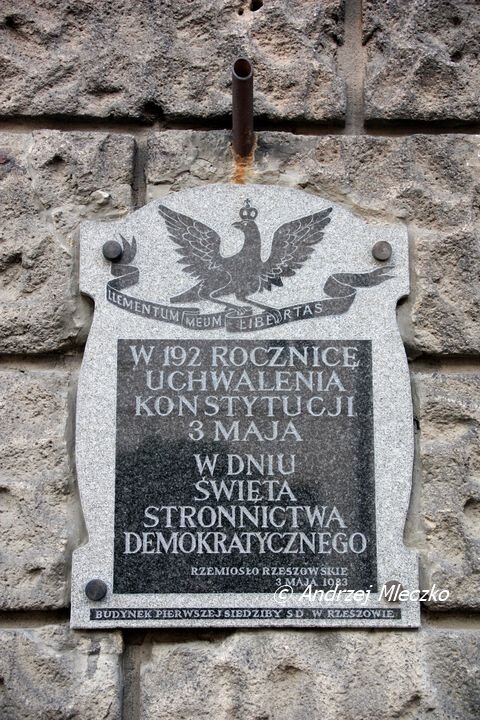 ELEMENTUM MEUM LIBERTAS
W 192 ROCZNICĘ
UCHWALENIA
KONSTYTUCJI
3 MAJA
W DNIU
ŚWIĘTA
STRONNICTWA
DEMOKRATYCZNEGO
RZEMIOSŁO RZESZOWSKIE
3 MAJA 1983
© Andrzej Mleczko
BUDYNEK PIERWSZEJ SIEDZIBY S.D. W RZESZOWIE